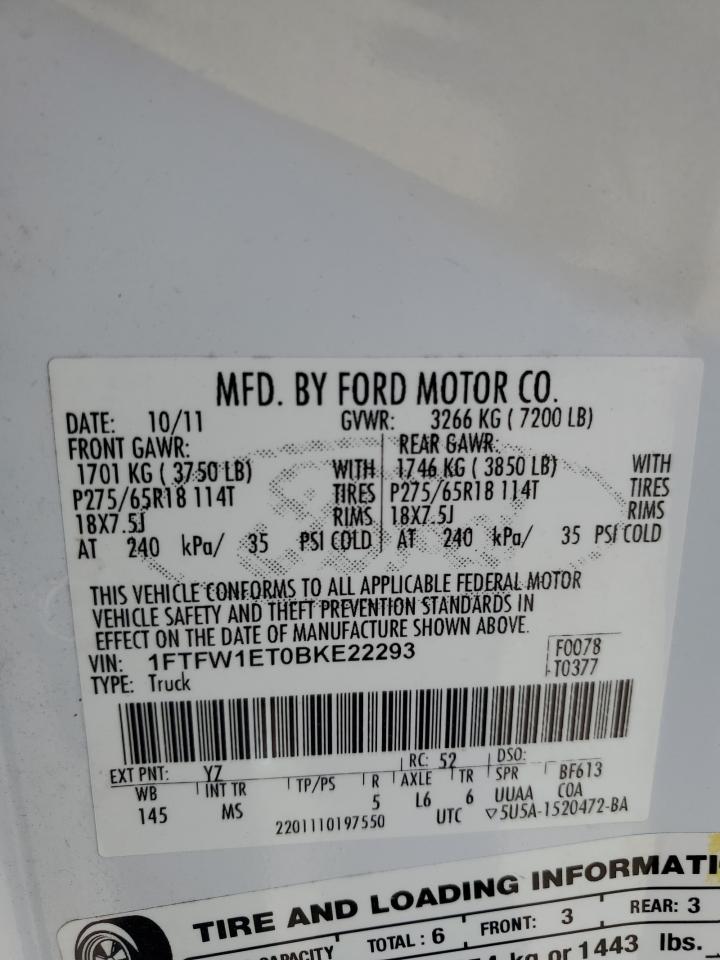 MFD. BY FORD MOTOR CO.
DATE: 10/11 GVWR: 3266 KG ( 7200 LB)
FRONT GAWR: REAR GAWR:
1701 KG ( 3750 LB) WITH 1746 KG ( 3850 LB) WITH
P275/65R18 114T TIRES P275/65R18 114T TIRES
18X7.5J RIMS 18X7.5J RIMS
AT 240 kPa/ 35 PSI COLD AT 240 kPa/ 35 PSI COLD
THIS VEHICLE CONFORMS TO ALL APPLICABLE FEDERAL MOTOR
VEHICLE SAFETY AND THEFT PREVENTION STANDARDS IN
EFFECT ON THE DATE OF MANUFACTURE SHOWN ABOVE.
VIN: 1FTFW1ET0BKE22293 F0078
TYPE: Truck T0377
EXT PNT: YZ RC: 52 DSO: BF613
WB INT TR TP/PS R AXLE TR SPR COA
145 MS 5 L6 6 UUAA
2201110197550 UTC ▽5U5A-1520472-BA
TIRE AND LOADING INFORMATI
CAPACITY TOTAL : 6 FRONT: 3 REAR: 3
kg or 1443 lbs.